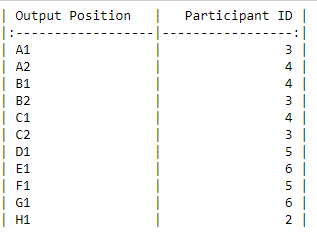 | Output Position | Participant ID |
|:-----------------|-----------------:|
| A1 | 3 |
| A2 | 4 |
| B1 | 4 |
| B2 | 3 |
| C1 | 4 |
| C2 | 3 |
| D1 | 5 |
| E1 | 6 |
| F1 | 5 |
| G1 | 6 |
| H1 | 2 |